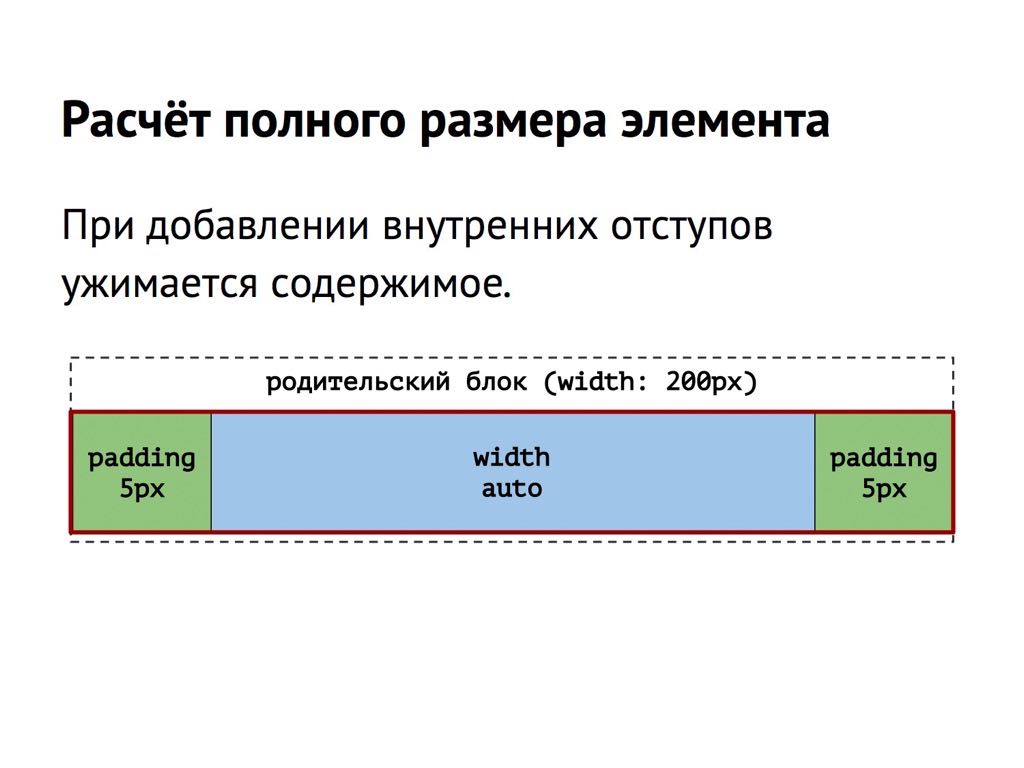 Расчёт полного размера элемента
При добавлении внутренних отступов
ужимается содержимое.
родительский блок (width: 200px)
padding
5px
width
auto
padding
5px